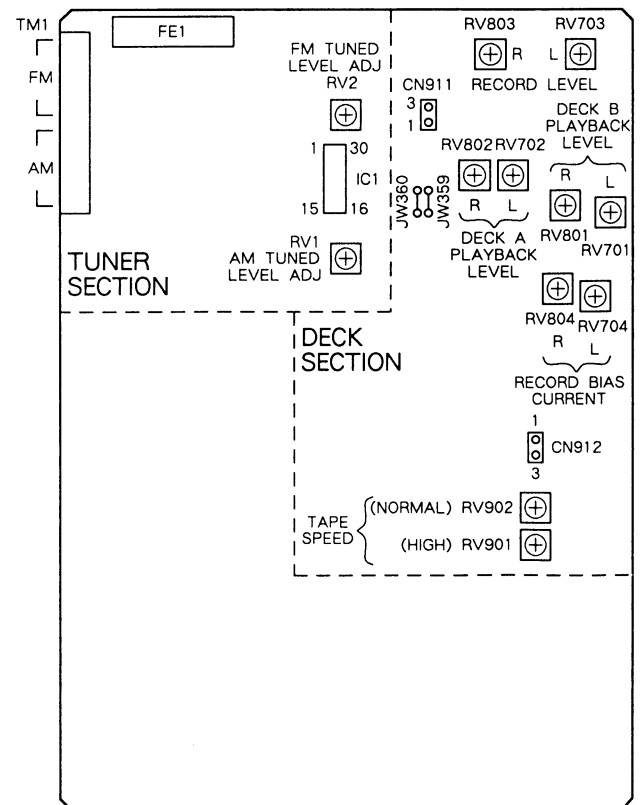 TM1
FE1
FM
AM
FM TUNED
LEVEL ADJ
RV2
1 30
IC1
15 16
RV1
AM TUNED
LEVEL ADJ
TUNER
SECTION
RV803 RV703
R L
RECORD LEVEL
CN911
3
1
DECK B
PLAYBACK
LEVEL
R L
RV801
RV701
RV802 RV702
R L
DECK A
PLAYBACK
LEVEL
JW360
JW359
RV804 RV704
R L
RECORD BIAS
CURRENT
DECK
SECTION
1
CN912
3
TAPE
SPEED
(NORMAL) RV902
(HIGH) RV901